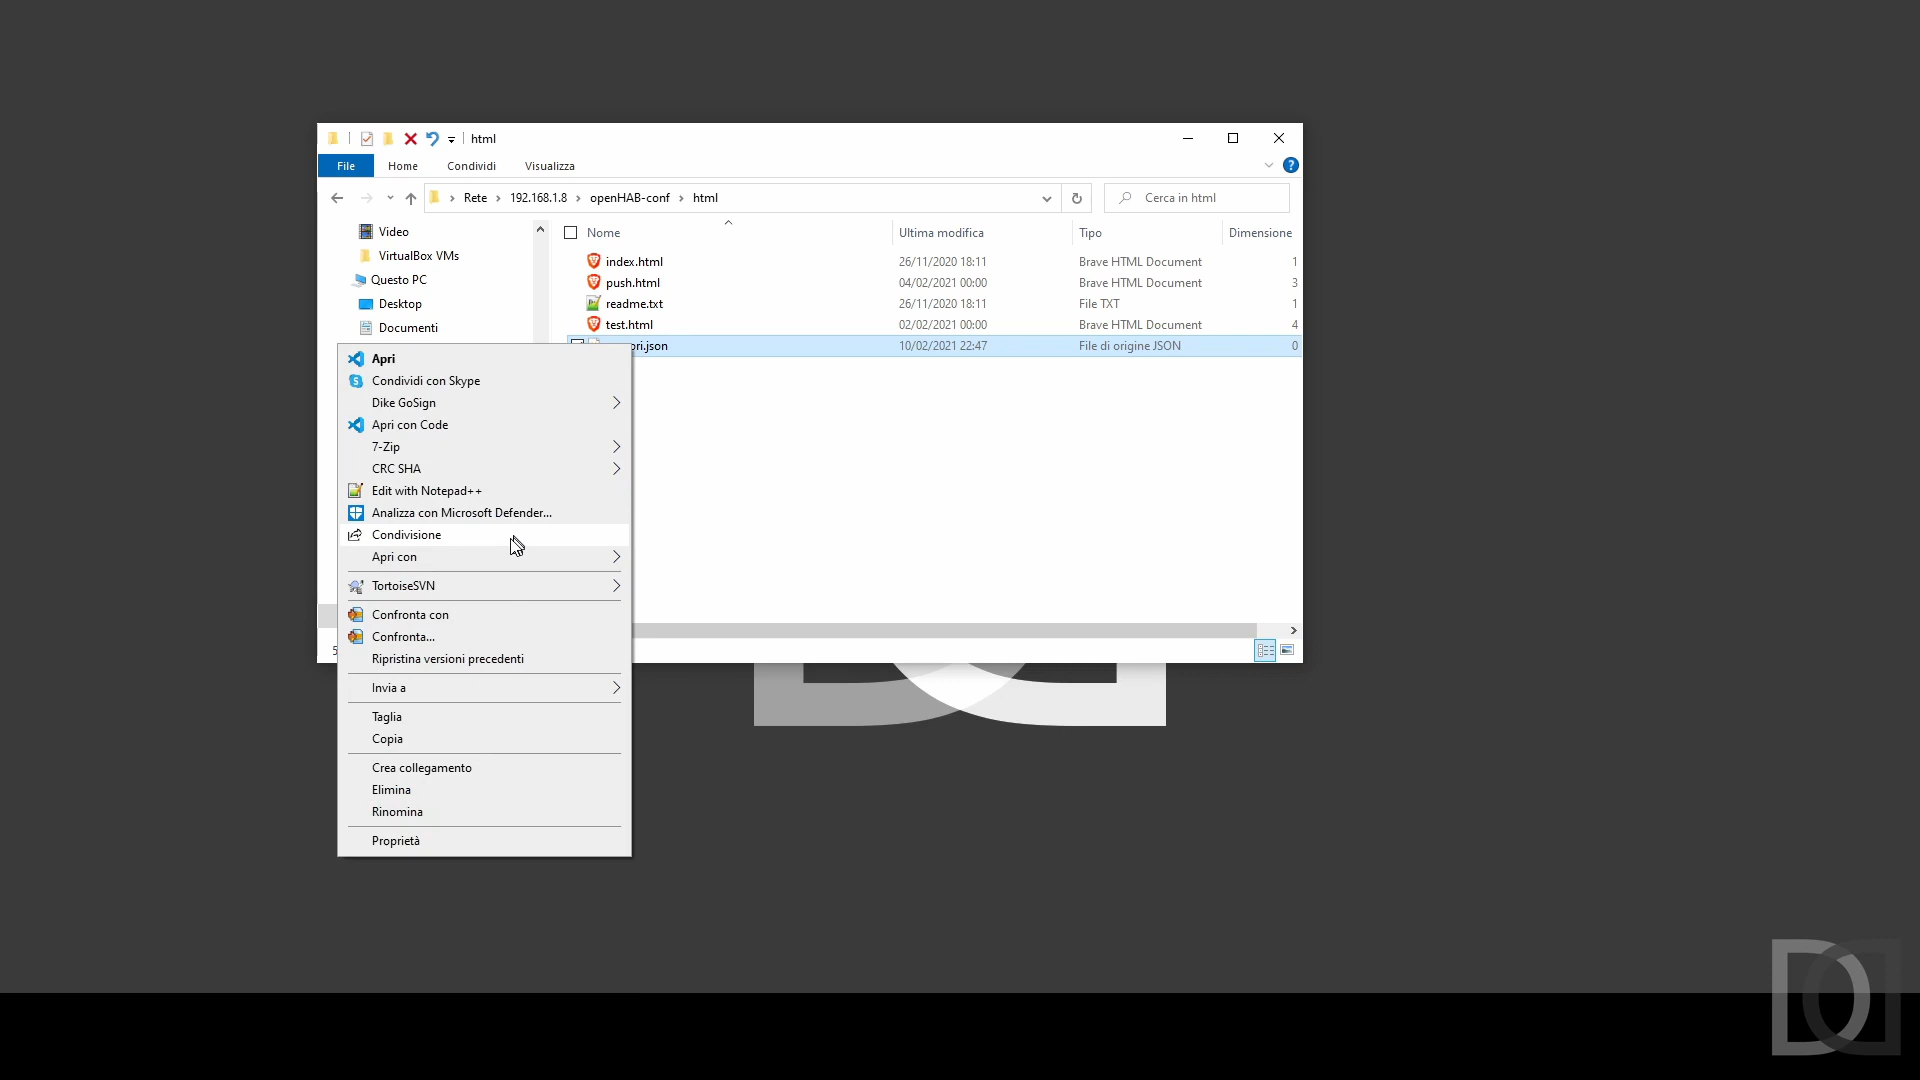 html
File Home Condividi Visualizza
Rete 192.168.1.8 openHAB-conf html Cerca in html
Video
VirtualBox VMs
Questo PC
Desktop
Documenti
Nome Ultima modifica Tipo Dimensione
index.html 26/11/2020 18:11 Brave HTML Document 1
push.html 04/02/2021 00:00 Brave HTML Document 3
readme.txt 26/11/2020 18:11 File TXT 1
test.html 02/02/2021 00:00 Brave HTML Document 4
ori.json 10/02/2021 22:47 File di origine JSON 0
Apri
Condividi con Skype
Dike GoSign
Apri con Code
7-Zip
CRC SHA
Edit with Notepad++
Analizza con Microsoft Defender...
Condivisione
Apri con
TortoiseSVN
Confronta con
Confronta...
Ripristina versioni precedenti
5
Invia a
Taglia
Copia
Crea collegamento
Elimina
Rinomina
Proprietà